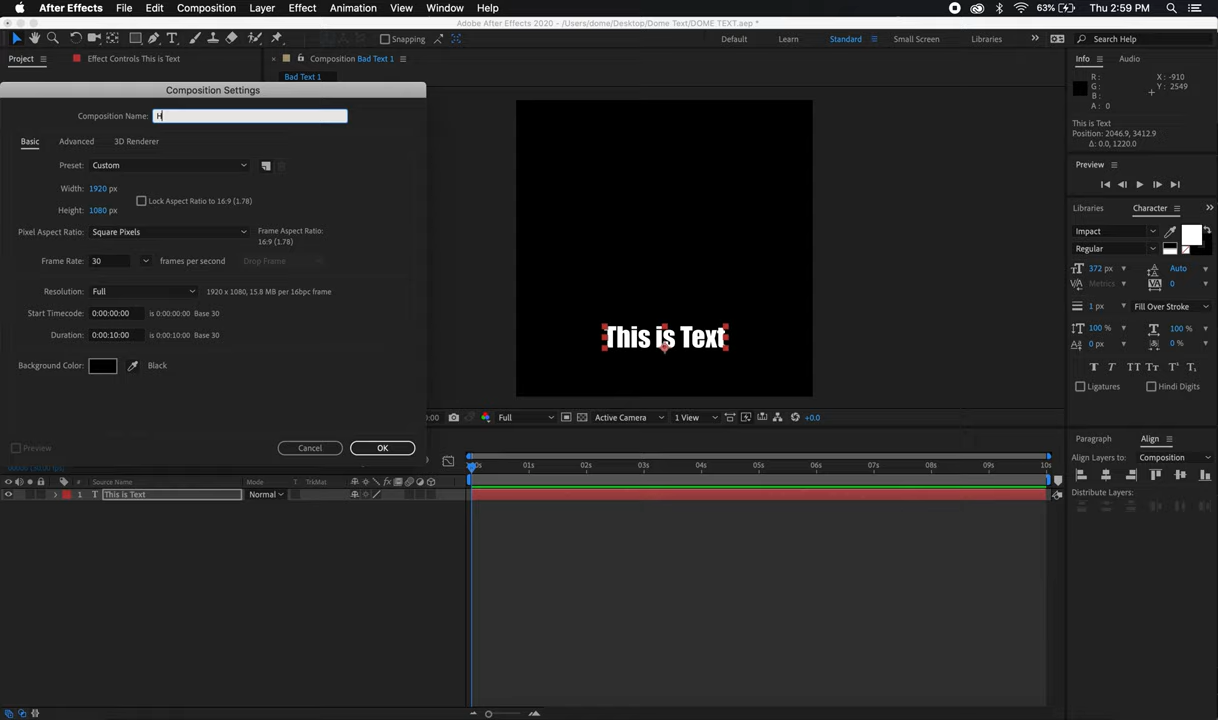 After Effects File Edit Composition Layer Effect Animation View Window Help 63% Thu 2:59 PM
Adobe After Effects 2020 - /Users/dome/Desktop/Dome Text/DOME TEXT.aep *
Snapping Default Learn Standard Small Screen Libraries Search Help
Project Effect Controls This is Text Composition Bad Text 1 Info Audio
Bad Text 1
Composition Settings
Composition Name: H
Basic Advanced 3D Renderer
Preset: Custom
Width: 1920 px
Lock Aspect Ratio to 16:9 (1.78)
Height: 1080 px
Pixel Aspect Ratio: Square Pixels Frame Aspect Ratio:
16:9 (1.78)
Frame Rate: 30 frames per second Drop Frame
Resolution: Full 1920 x 1080, 15.8 MB per 16bpc frame
Start Timecode: 0:00:00:00 is 0:00:00:00 Base 30
Duration: 0:00:10:00 is 0:00:10:00 Base 30
Background Color: Black
Preview Cancel OK
This is Text
R : X : -910
G : Y : 2549
B :
A : 0
This is Text
Position: 2046.9, 3412.9
Δ: 0.0, 1220.0
Preview
Libraries Character
Impact
Regular
372 px Auto
Metrics 0
1 px Fill Over Stroke
100 % 100 %
0 px 0 %
T T TT Tт T¹ T₁
Ligatures Hindi Digits
:00 Full Active Camera 1 View +0.0
Paragraph Align
Align Layers to: Composition
Distribute Layers:
0s 01s 02s 03s 04s 05s 06s 07s 08s 09s 10s
# Source Name Mode T TrkMat
1 T This is Text Normal